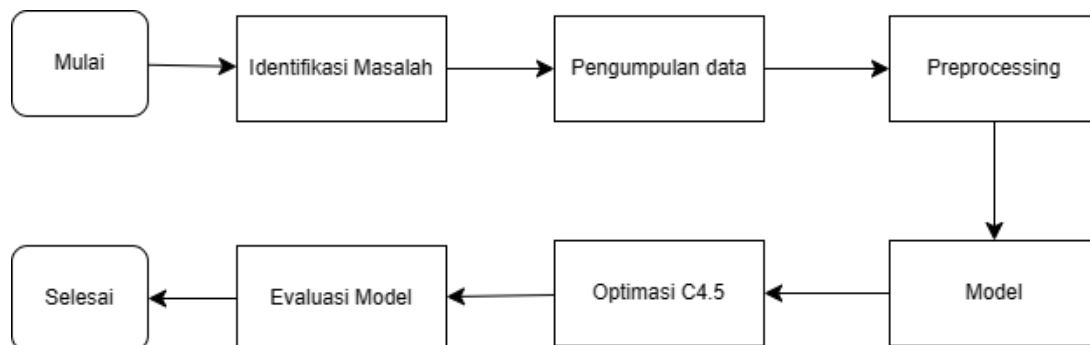 Mulai
Identifikasi Masalah
Pengumpulan data
Preprocessing
Model
Optimasi C4.5
Evaluasi Model
Selesai